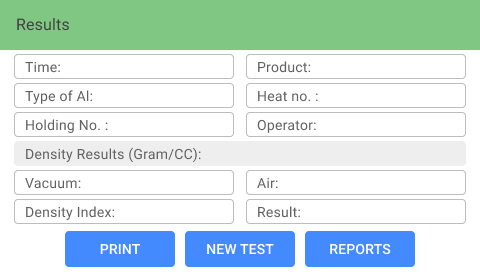 Results
Time:
Product:
Type of Al:
Heat no. :
Holding No. :
Operator:
Density Results (Gram/CC):
Vacuum:
Air:
Density Index:
Result:
PRINT
NEW TEST
REPORTS